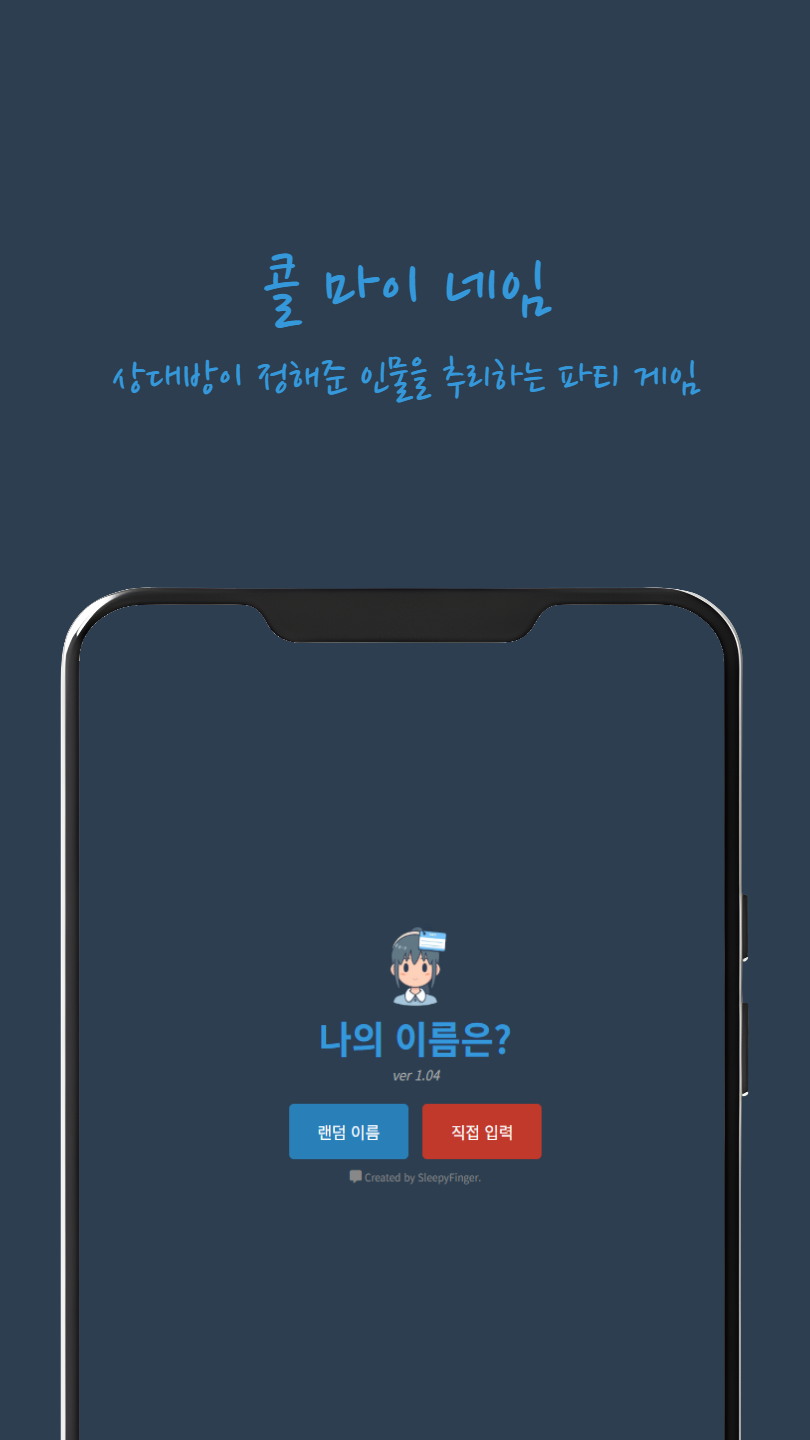 콜 마이 네임
상대방이 정해준 인물을 추리하는 파티 게임
나의 이름은?
ver 1.04
랜덤 이름 직접 입력
Created by SleepyFinger.